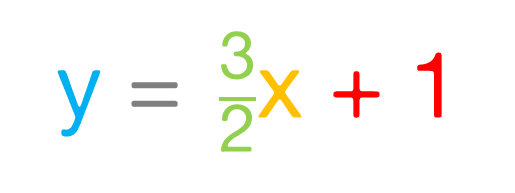 y = 3/2x + 1